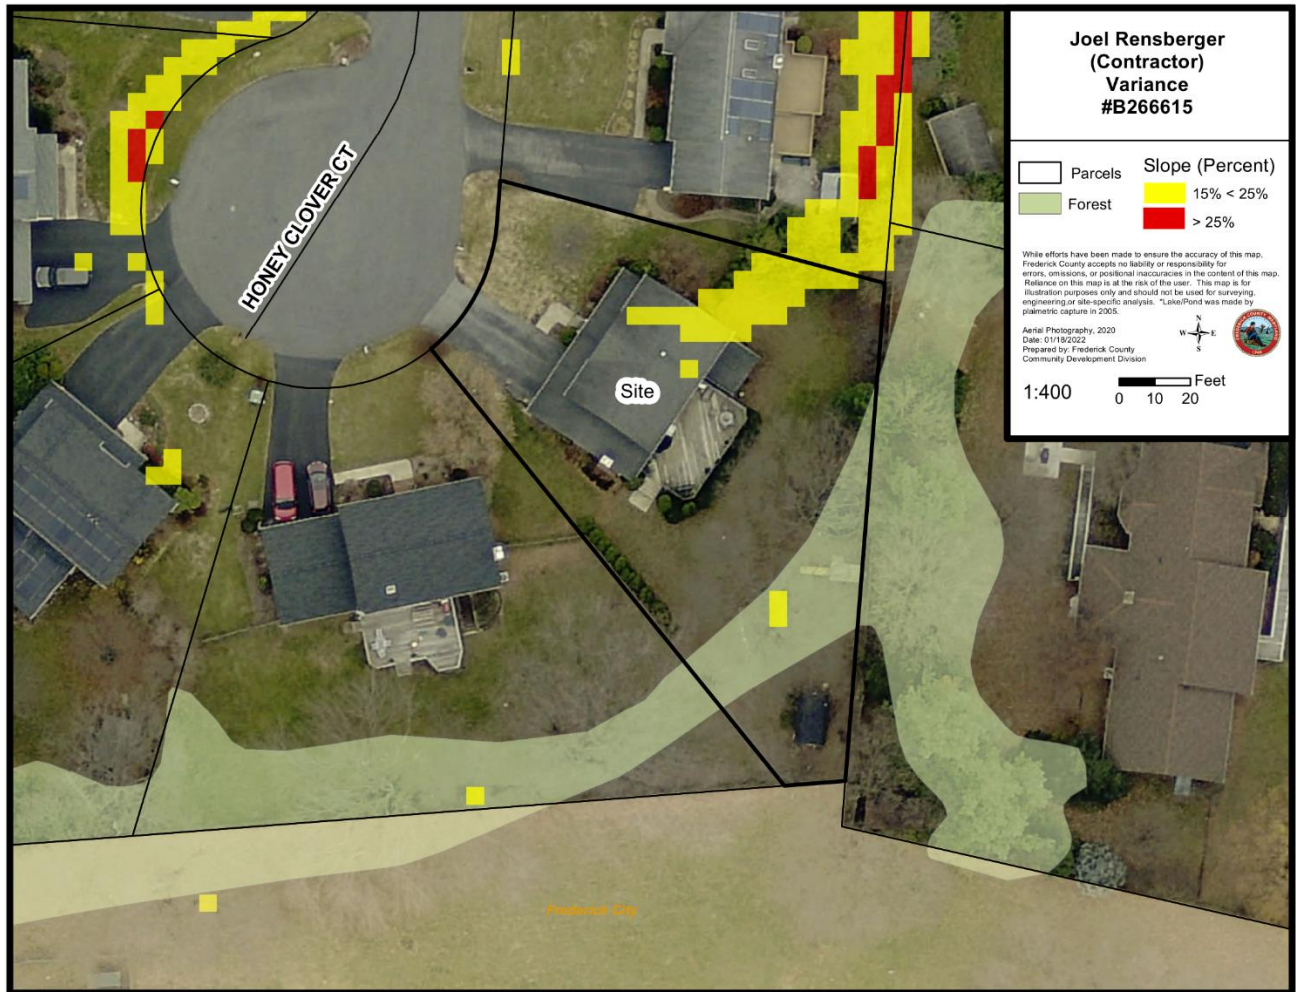 Joel Rensberger
(Contractor)
Variance
#B266615
Parcels
Forest
Slope (Percent)
15% < 25%
> 25%
While efforts have been made to ensure the accuracy of this map,
Frederick County accepts no liability or responsibility for
errors, omissions, or positional inaccuracies in the content of this map.
Reliance on this map is at the risk of the user. This map is for
illustration purposes only and should not be used for surveying,
engineering,or site-specific analysis. *Lake/Pond was made by
plaimetric capture in 2005.
Aerial Photography, 2020
Date: 01/18/2022
Prepared by: Frederick County
Community Development Division
N
W E
S
1:400
Feet
0 10 20
HONEY CLOVER CT
Site
Frederick City